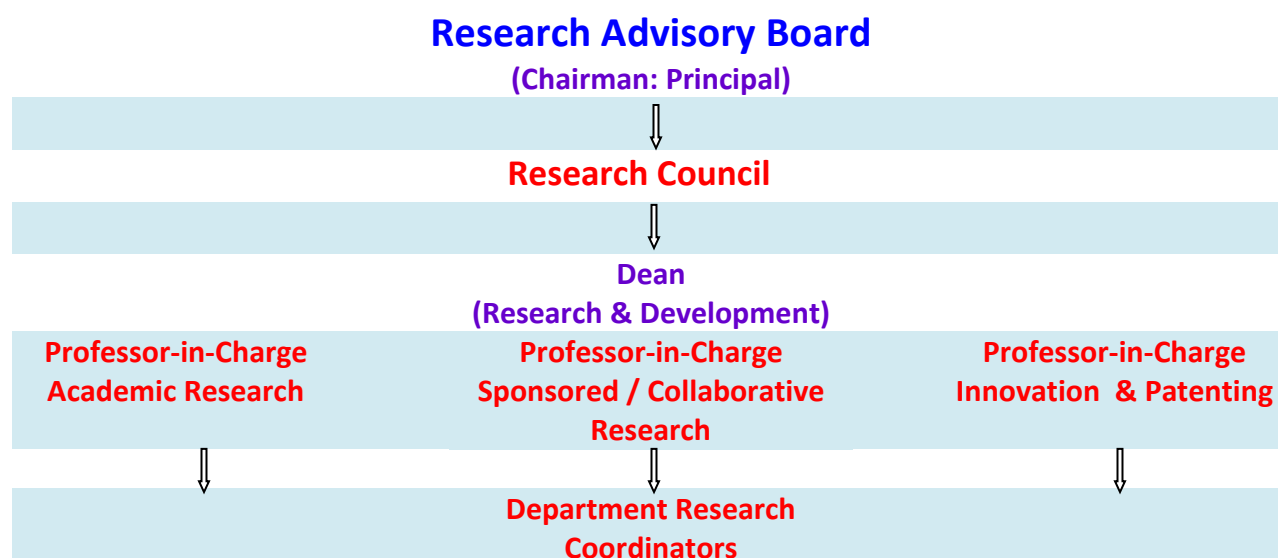 Research Advisory Board
(Chairman: Principal)
Research Council
Dean
(Research & Development)
Professor-in-Charge
Academic Research
Professor-in-Charge
Sponsored / Collaborative
Research
Professor-in-Charge
Innovation & Patenting
Department Research
Coordinators